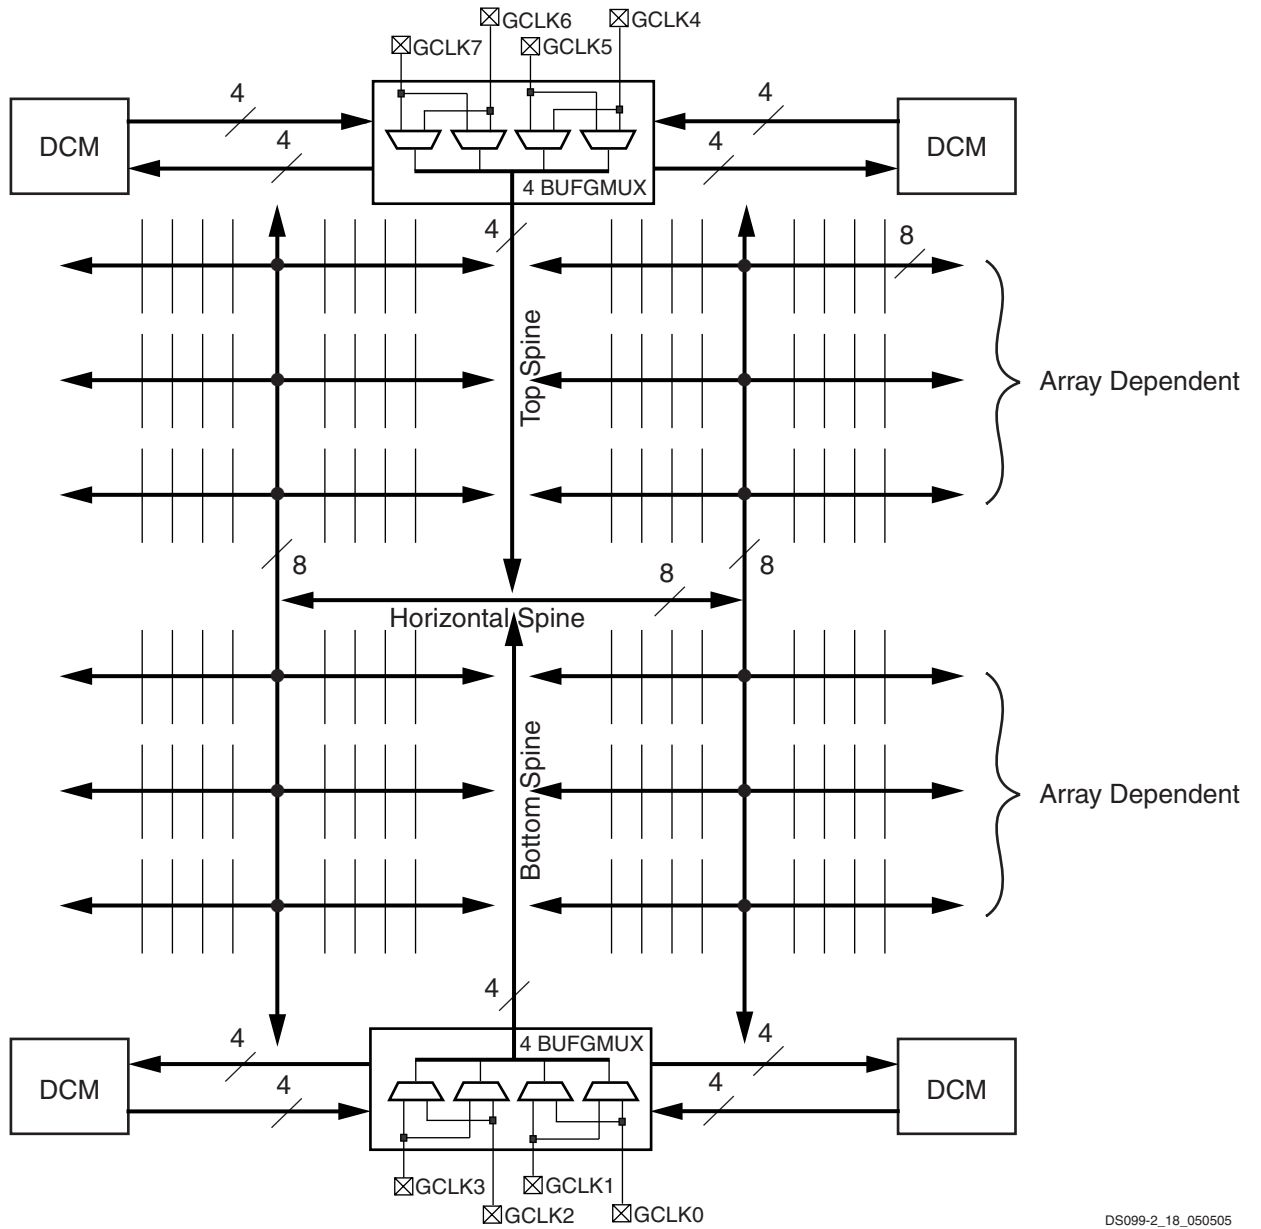 GCLK6
GCLK4
GCLK7
GCLK5
4
4
DCM
DCM
4
4
4 BUFGMUX
4
8
Top Spine
Array Dependent
8
8
8
Horizontal Spine
Bottom Spine
Array Dependent
4
4 BUFGMUX
4
4
DCM
DCM
4
4
GCLK3
GCLK1
GCLK2
GCLK0
DS099-2_18_050505